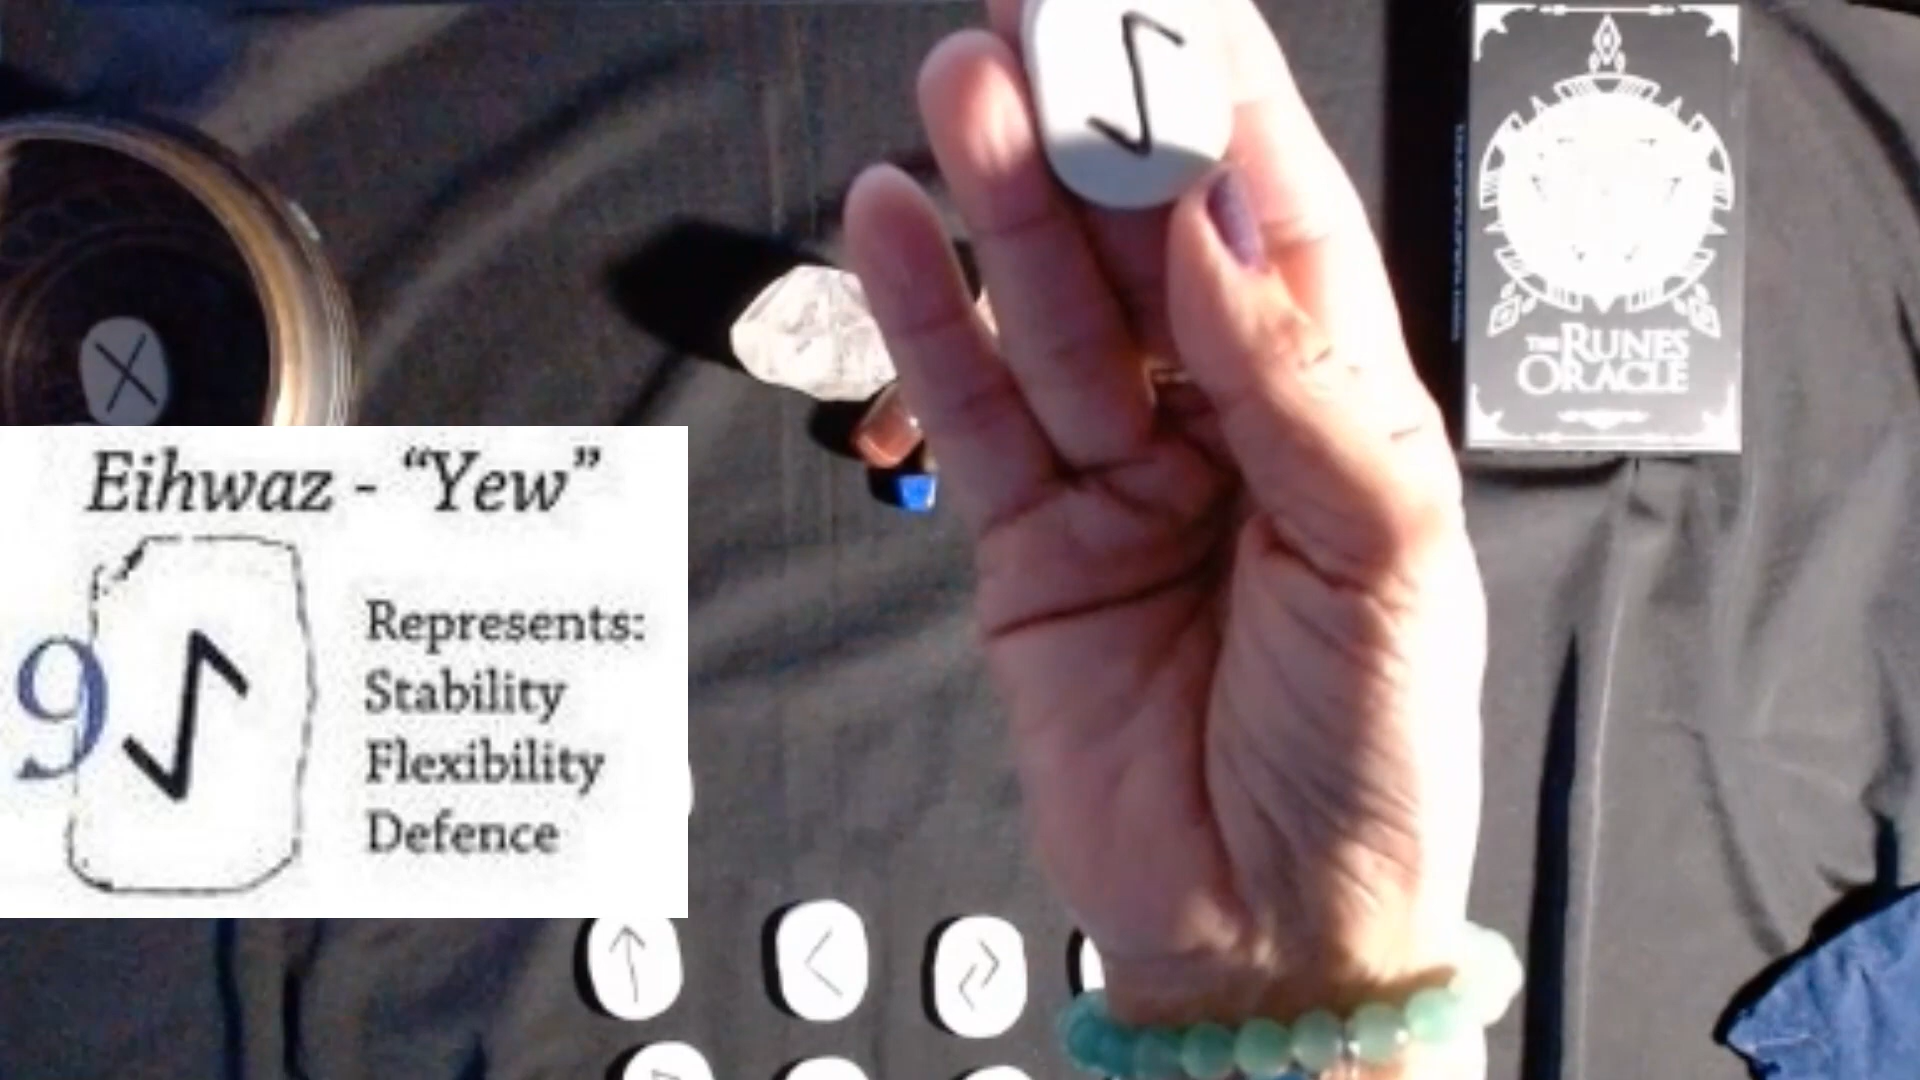 THE RUNES
ORACLE
Eihwaz - “Yew”
9
Represents:
Stability
Flexibility
Defence